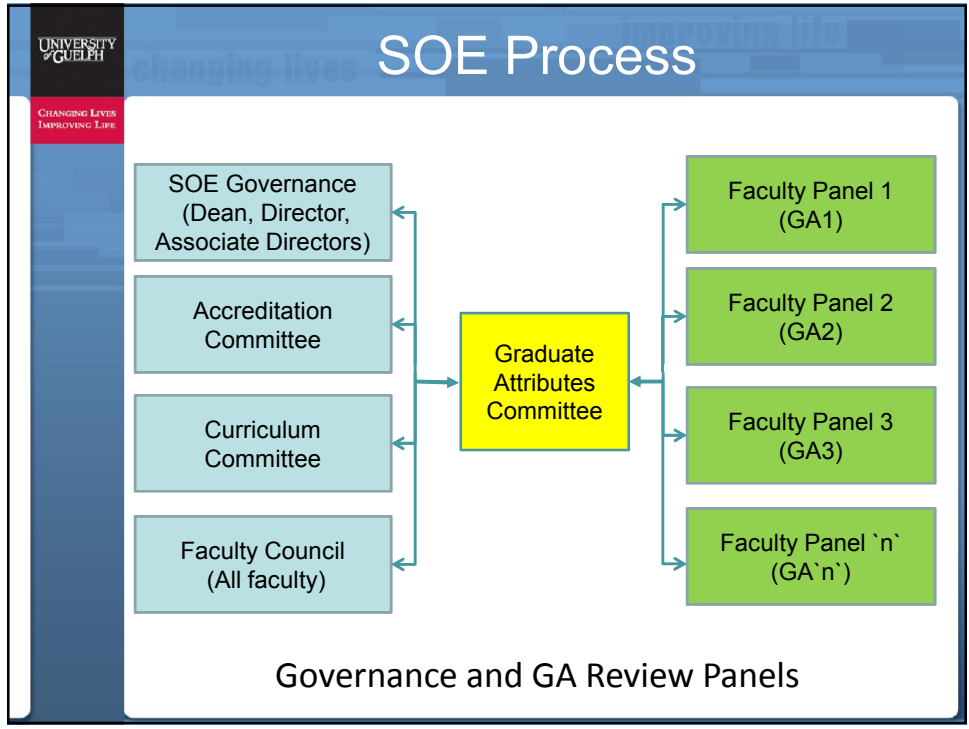 UNIVERSITY
of GUELPH
CHANGING LIVES
IMPROVING LIFE
changing lives
improving life
SOE Process
SOE Governance
(Dean, Director,
Associate Directors)
Accreditation
Committee
Curriculum
Committee
Faculty Council
(All faculty)
Graduate
Attributes
Committee
Faculty Panel 1
(GA1)
Faculty Panel 2
(GA2)
Faculty Panel 3
(GA3)
Faculty Panel `n`
(GA`n`)
Governance and GA Review Panels